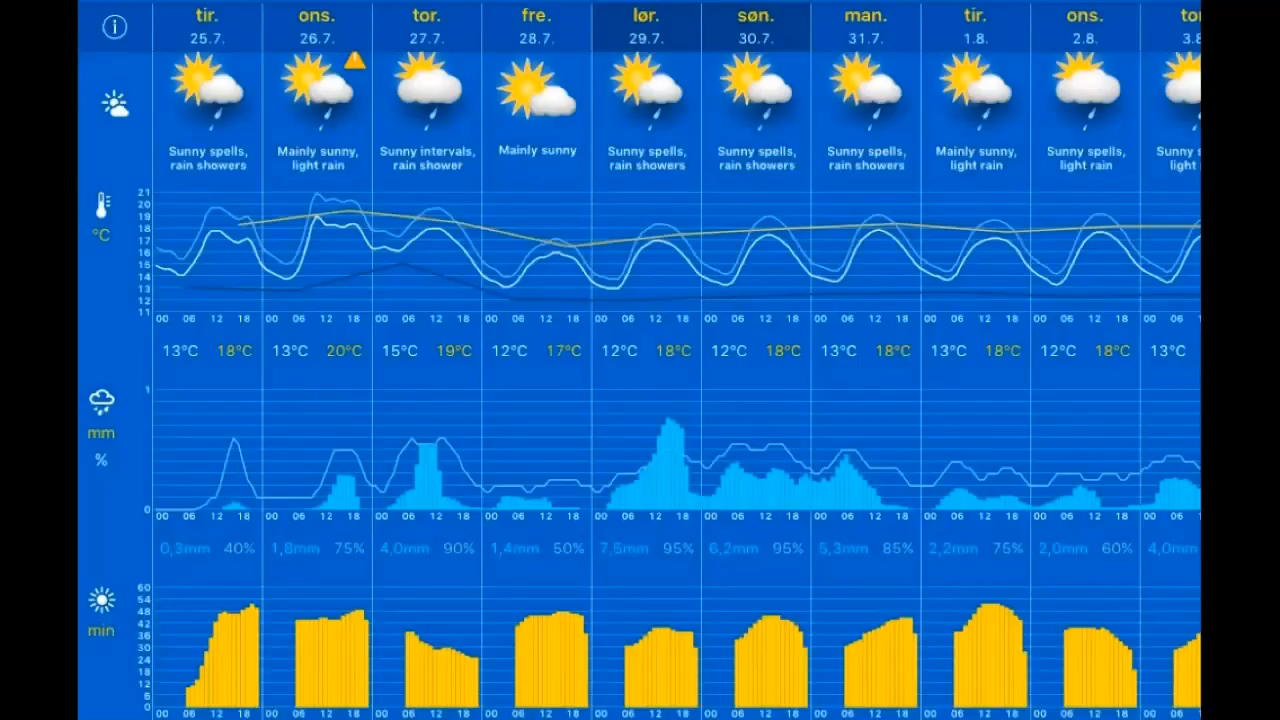 i tir. ons. tor. fre. lør. søn. man. tir. ons. tor
25.7. 26.7. 27.7. 28.7. 29.7. 30.7. 31.7. 1.8. 2.8. 3.8
Sunny spells, Mainly sunny, Sunny intervals, Mainly sunny Sunny spells, Sunny spells, Sunny spells, Mainly sunny, Sunny spells, Sunny s
rain showers light rain rain shower rain showers rain showers rain showers light rain light rain light
21
20
19
°C 18
17
16
15
14
13
12
11
00 06 12 18 00 06 12 18 00 06 12 18 00 06 12 18 00 06 12 18 00 06 12 18 00 06 12 18 00 06 12 18 00 06 12 18 00 06 12 18
13°C 18°C 13°C 20°C 15°C 19°C 12°C 17°C 12°C 18°C 12°C 18°C 13°C 18°C 13°C 18°C 12°C 18°C 13°C
1
mm
%
0
00 06 12 18 00 06 12 18 00 06 12 18 00 06 12 18 00 06 12 18 00 06 12 18 00 06 12 18 00 06 12 18 00 06 12 18 00 06 12 18
0,3mm 40% 1,8mm 75% 4,0mm 90% 1,4mm 50% 7,5mm 95% 6,2mm 95% 5,3mm 85% 2,2mm 75% 2,0mm 60% 4,0mm
60
54
48
42
min 36
30
24
18
12
6
0
00 06 12 18 00 06 12 18 00 06 12 18 00 06 12 18 00 06 12 18 00 06 12 18 00 06 12 18 00 06 12 18 00 06 12 18 00 06 12 18